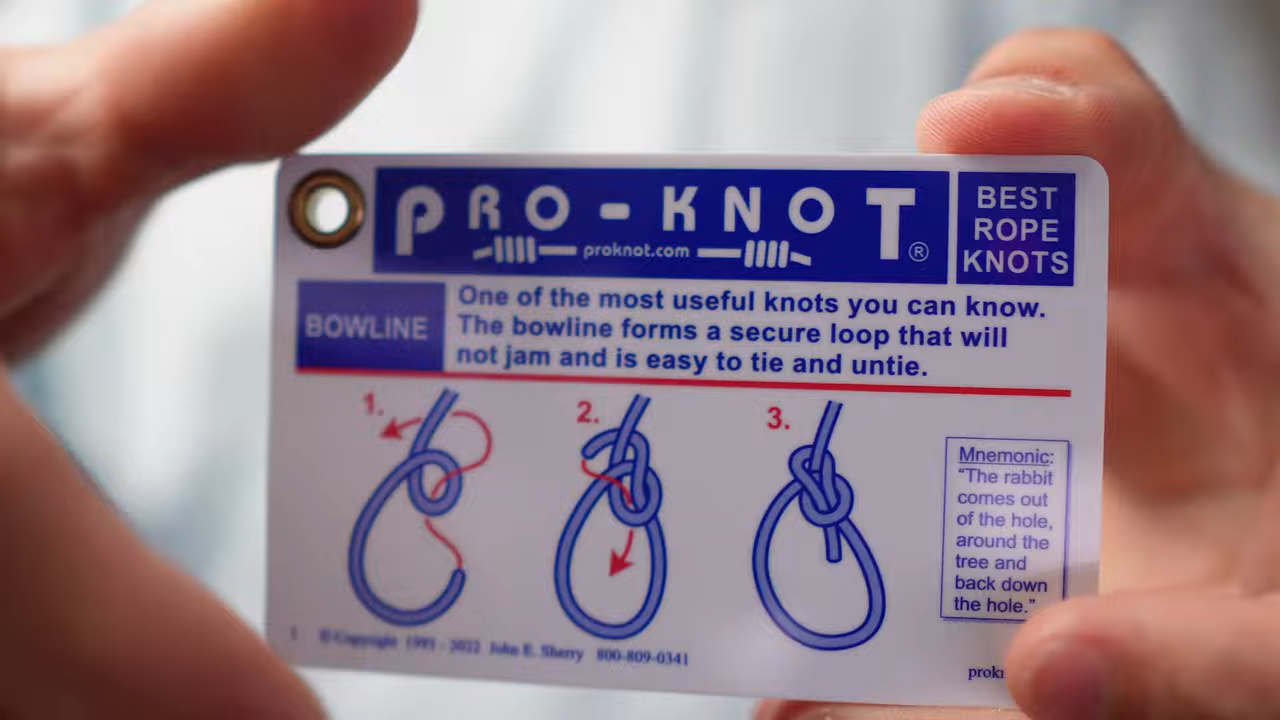 PRO-KNOT®
proknot.com
BEST
ROPE
KNOTS
BOWLINE
One of the most useful knots you can know.
The bowline forms a secure loop that will
not jam and is easy to tie and untie.
1.
2.
3.
Mnemonic:
“The rabbit
comes out
of the hole,
around the
tree and
back down
the hole.”
1 © Copyright - 2022 John E. Sherry 800-809-0341